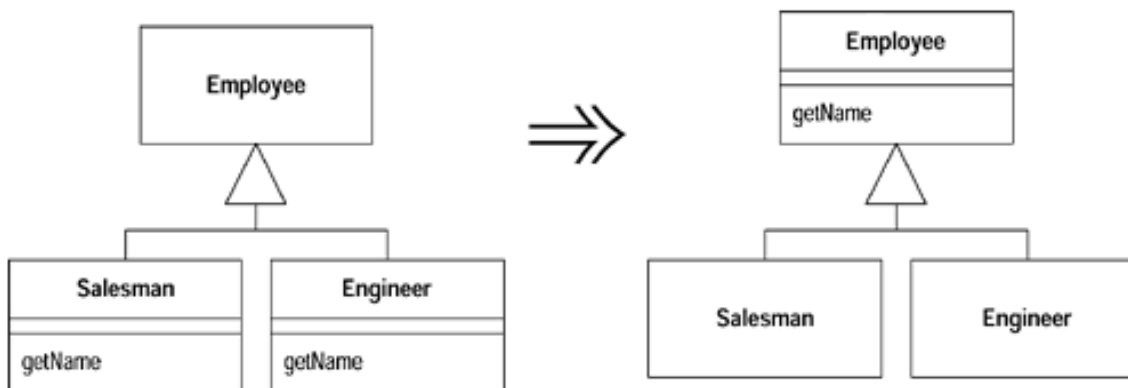 Employee
Salesman
getName
Engineer
getName
Employee
getName
Salesman
Engineer